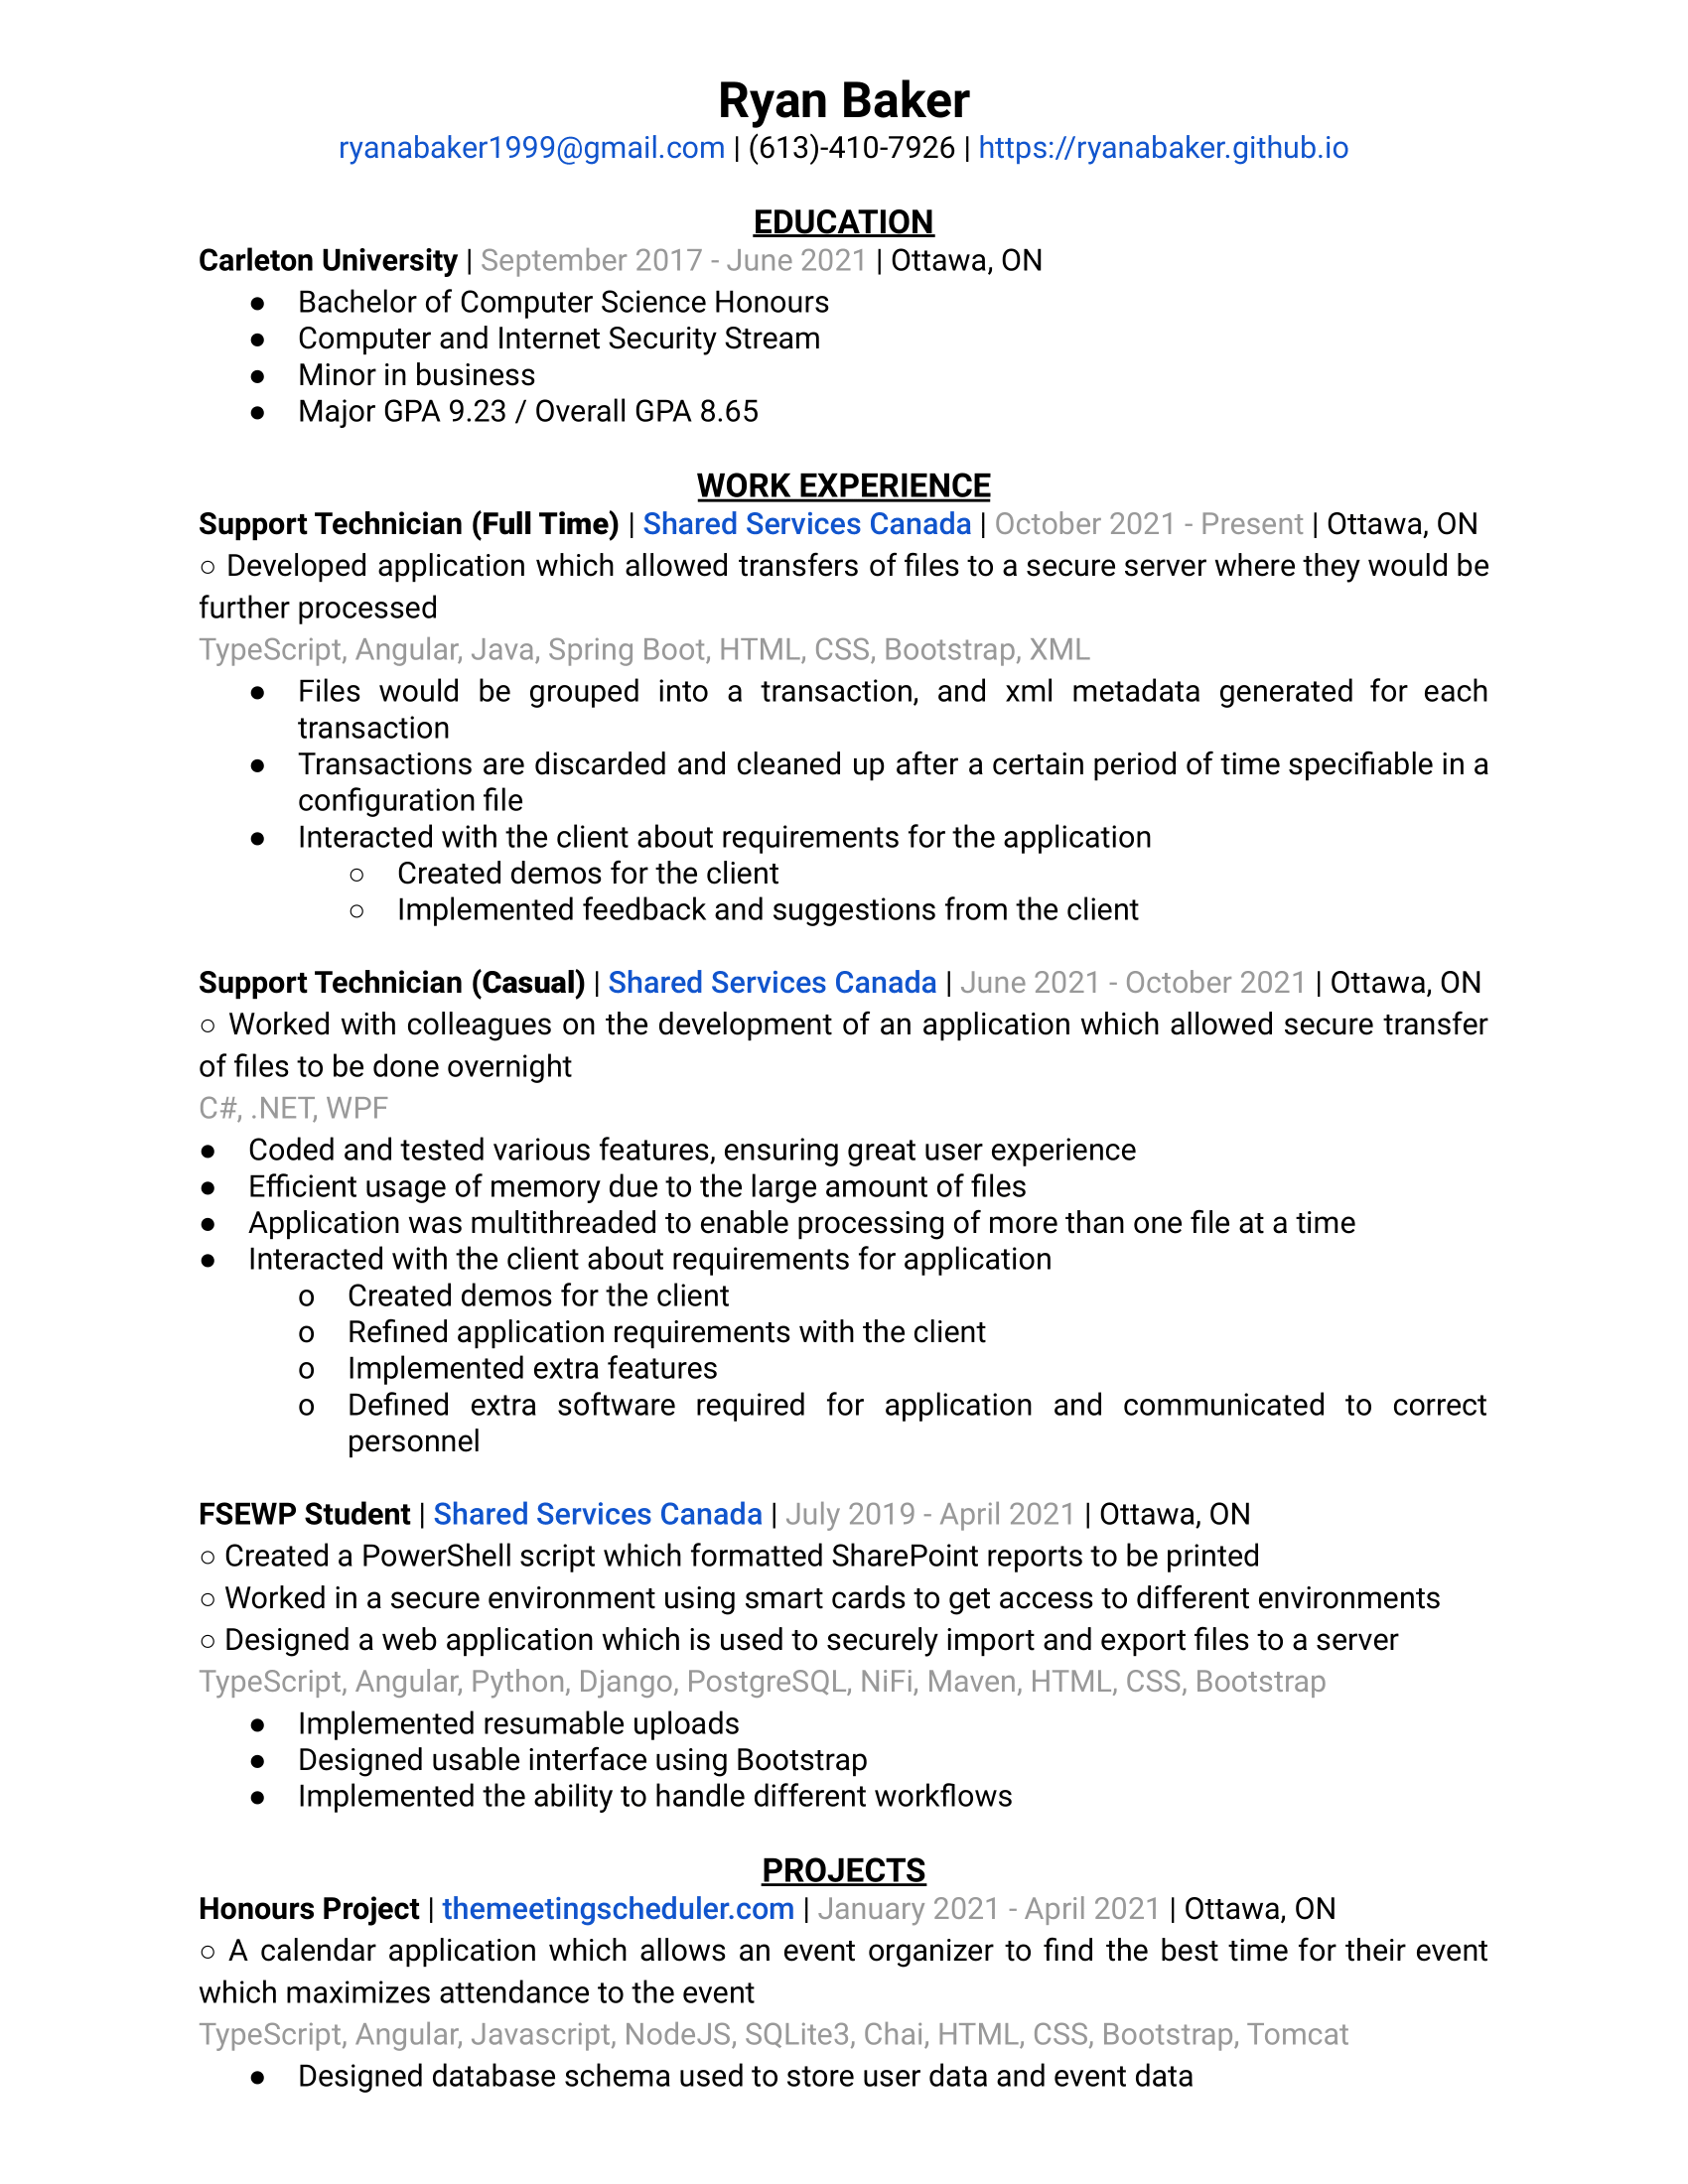 Ryan Baker
ryanabaker1999@gmail.com | (613)-410-7926 | https://ryanabaker.github.io
EDUCATION
Carleton University | September 2017 - June 2021 | Ottawa, ON
● Bachelor of Computer Science Honours
● Computer and Internet Security Stream
● Minor in business
● Major GPA 9.23 / Overall GPA 8.65
WORK EXPERIENCE
Support Technician (Full Time) | Shared Services Canada | October 2021 - Present | Ottawa, ON
○ Developed application which allowed transfers of files to a secure server where they would be
further processed
TypeScript, Angular, Java, Spring Boot, HTML, CSS, Bootstrap, XML
● Files would be grouped into a transaction, and xml metadata generated for each
transaction
● Transactions are discarded and cleaned up after a certain period of time specifiable in a
configuration file
● Interacted with the client about requirements for the application
○ Created demos for the client
○ Implemented feedback and suggestions from the client
Support Technician (Casual) | Shared Services Canada | June 2021 - October 2021 | Ottawa, ON
○ Worked with colleagues on the development of an application which allowed secure transfer
of files to be done overnight
C#, .NET, WPF
● Coded and tested various features, ensuring great user experience
● Efficient usage of memory due to the large amount of files
● Application was multithreaded to enable processing of more than one file at a time
● Interacted with the client about requirements for application
o Created demos for the client
o Refined application requirements with the client
o Implemented extra features
o Defined extra software required for application and communicated to correct
personnel
FSEWP Student | Shared Services Canada | July 2019 - April 2021 | Ottawa, ON
○ Created a PowerShell script which formatted SharePoint reports to be printed
○ Worked in a secure environment using smart cards to get access to different environments
○ Designed a web application which is used to securely import and export files to a server
TypeScript, Angular, Python, Django, PostgreSQL, NiFi, Maven, HTML, CSS, Bootstrap
● Implemented resumable uploads
● Designed usable interface using Bootstrap
● Implemented the ability to handle different workflows
PROJECTS
Honours Project | themeetingscheduler.com | January 2021 - April 2021 | Ottawa, ON
○ A calendar application which allows an event organizer to find the best time for their event
which maximizes attendance to the event
TypeScript, Angular, Javascript, NodeJS, SQLite3, Chai, HTML, CSS, Bootstrap, Tomcat
● Designed database schema used to store user data and event data